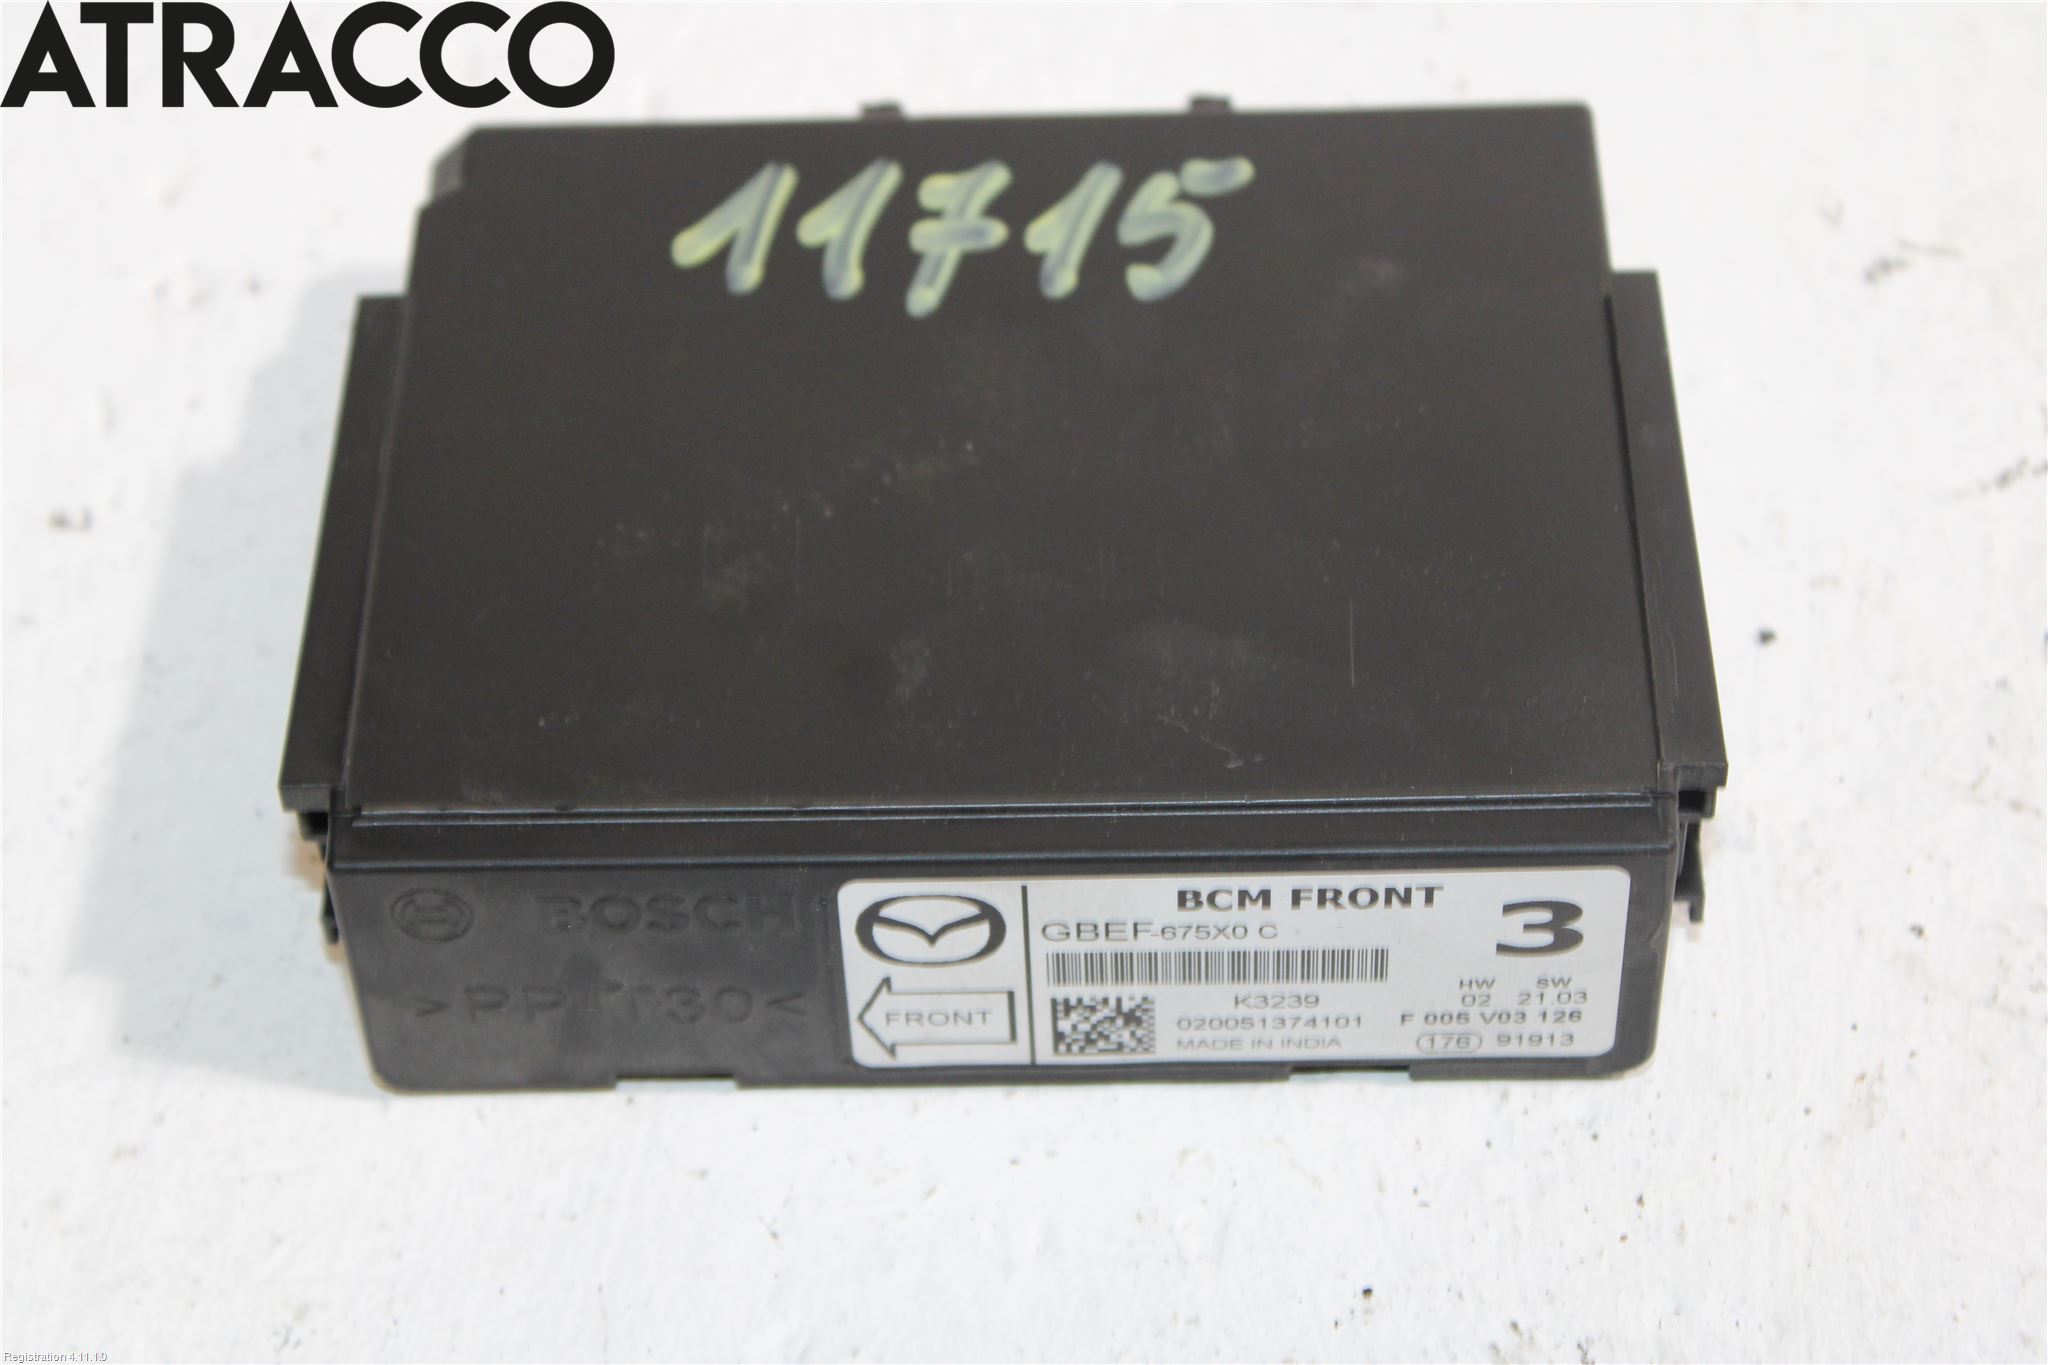 ATRACCO
11715
BOSCH
>PP-T30<
BCM FRONT
GBEF-675X0 C
3
FRONT
HW SW
02 21.03
K3239
020051374101
F 005 V03 126
MADE IN INDIA
176 91913
Registration 4.11.1.0